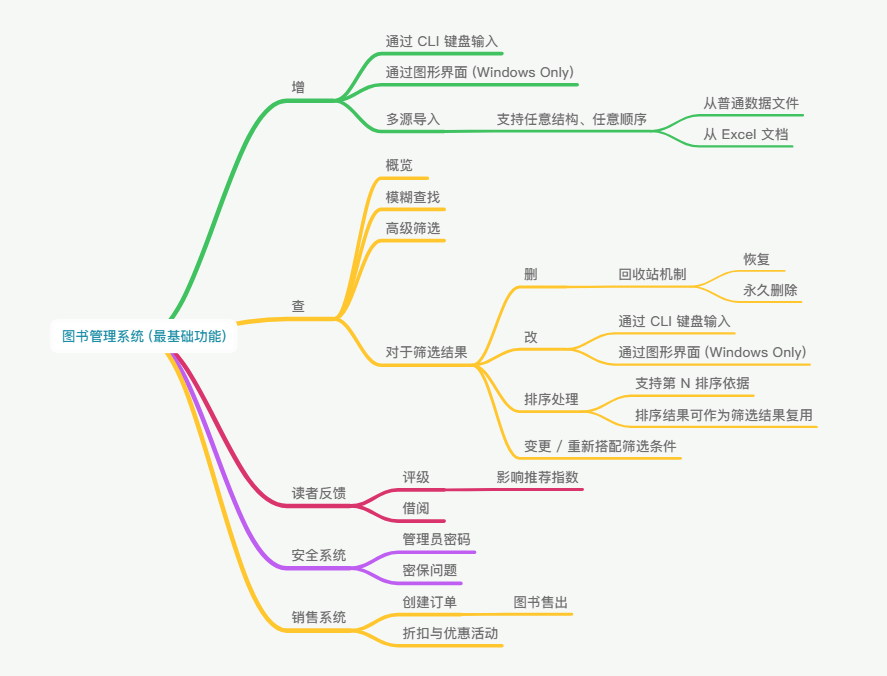 图书管理系统 (最基础功能)
增
通过 CLI 键盘输入
通过图形界面 (Windows Only)
多源导入
支持任意结构、任意顺序
从普通数据文件
从 Excel 文档
查
概览
模糊查找
高级筛选
对于筛选结果
删
回收站机制
恢复
永久删除
改
通过 CLI 键盘输入
通过图形界面 (Windows Only)
排序处理
支持第 N 排序依据
排序结果可作为筛选结果复用
变更 / 重新搭配筛选条件
读者反馈
评级
影响推荐指数
借阅
安全系统
管理员密码
密保问题
销售系统
创建订单
图书售出
折扣与优惠活动